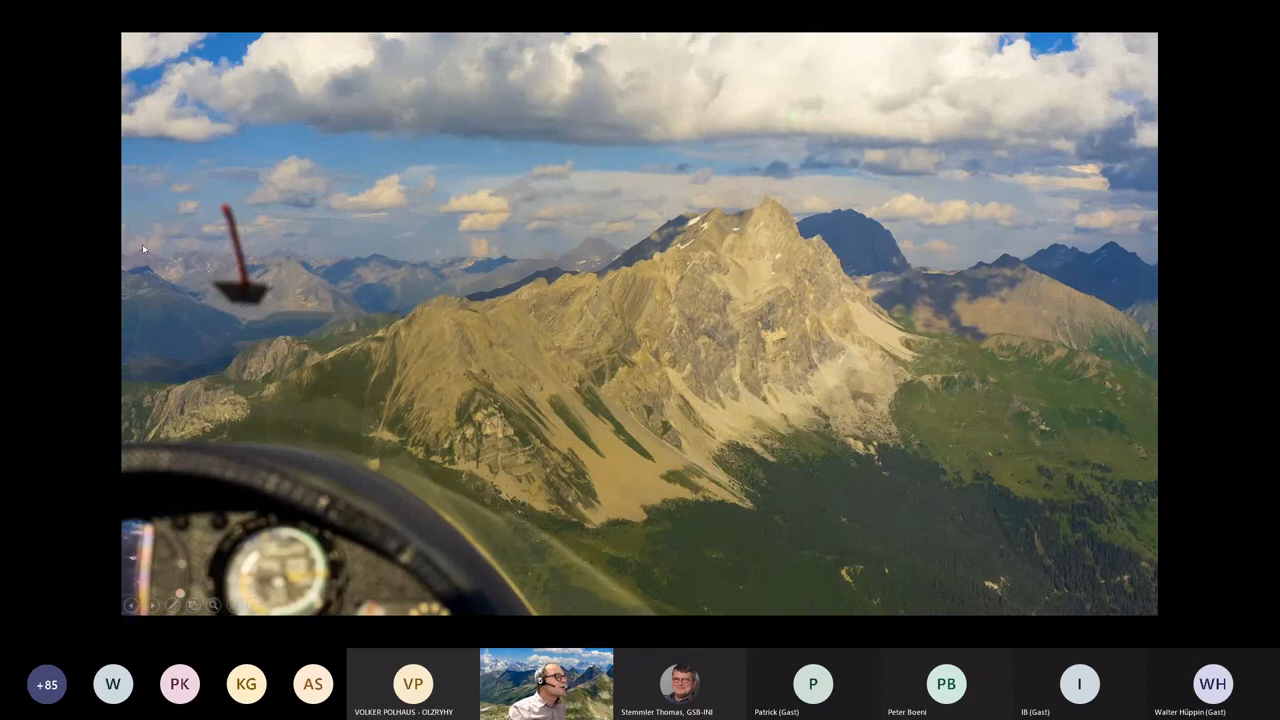 +85
W
PK
KG
AS
VP
VOLKER POLHAUS - OLZRYHY
Stemmler Thomas, GSB-INI
P
Patrick (Gast)
PB
Peter Boeni
I
IB (Gast)
WH
Walter Hüppin (Gast)